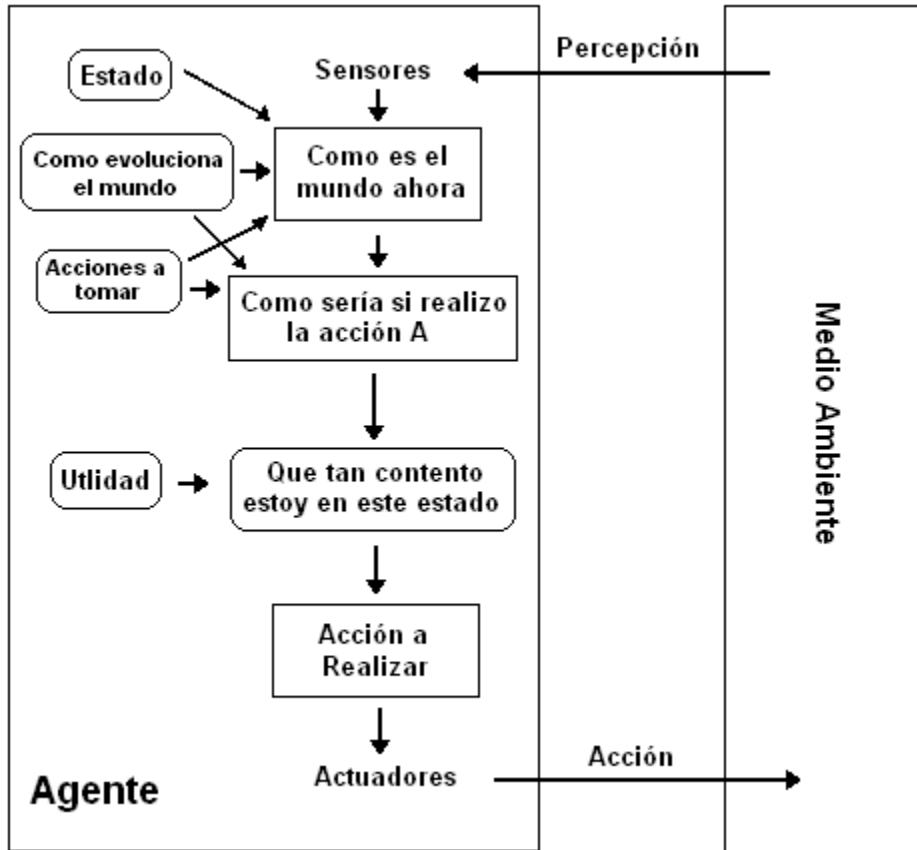 Percepción
Sensores
Estado
Como es el
mundo ahora
Como evoluciona
el mundo
Acciones a
tomar
Como sería si realizo
la acción A
Medio Ambiente
Que tan contento
estoy en este estado
Utlidad
Acción a
Realizar
Acción
Actuadores
Agente